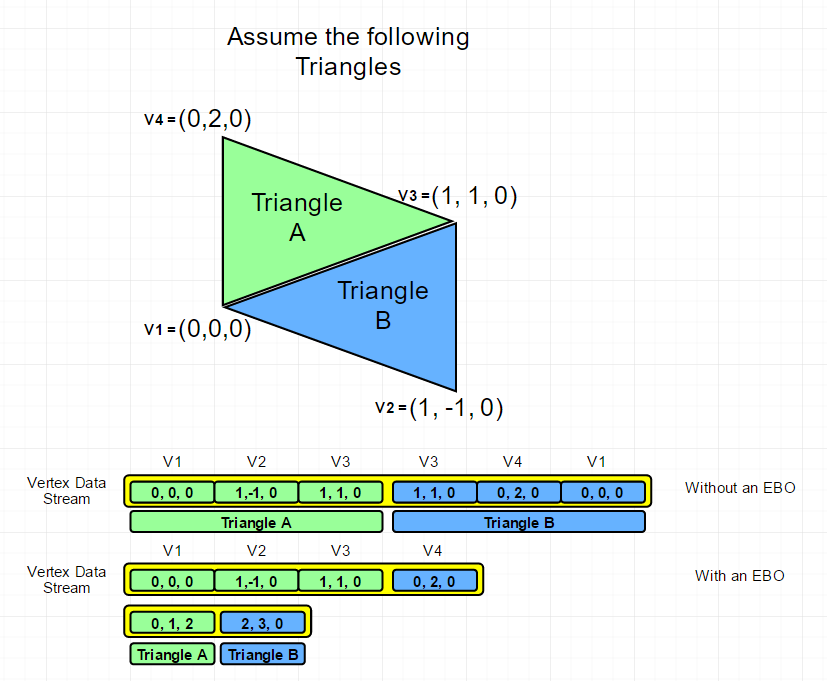 Assume the following
Triangles
V4 = (0,2,0)
V3 = (1, 1, 0)
Triangle
A
Triangle
B
V1 = (0,0,0)
V2 = (1, -1, 0)
V1 V2 V3 V3 V4 V1
Vertex Data
Stream
0, 0, 0 1,-1, 0 1, 1, 0 1, 1, 0 0, 2, 0 0, 0, 0
Without an EBO
Triangle A Triangle B
V1 V2 V3 V4
Vertex Data
Stream
0, 0, 0 1,-1, 0 1, 1, 0 0, 2, 0
With an EBO
0, 1, 2 2, 3, 0
Triangle A Triangle B